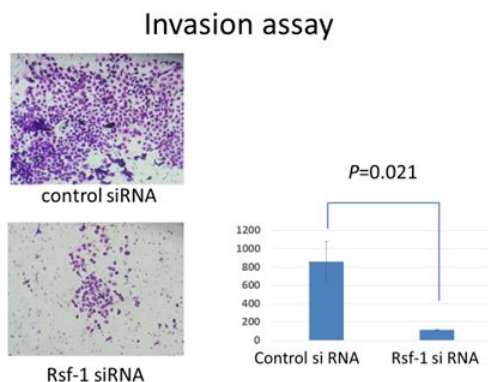 Invasion assay
control siRNA
Rsf-1 siRNA
P=0.021
1200
1000
800
600
400
200
0
Control si RNA
Rsf-1 si RNA